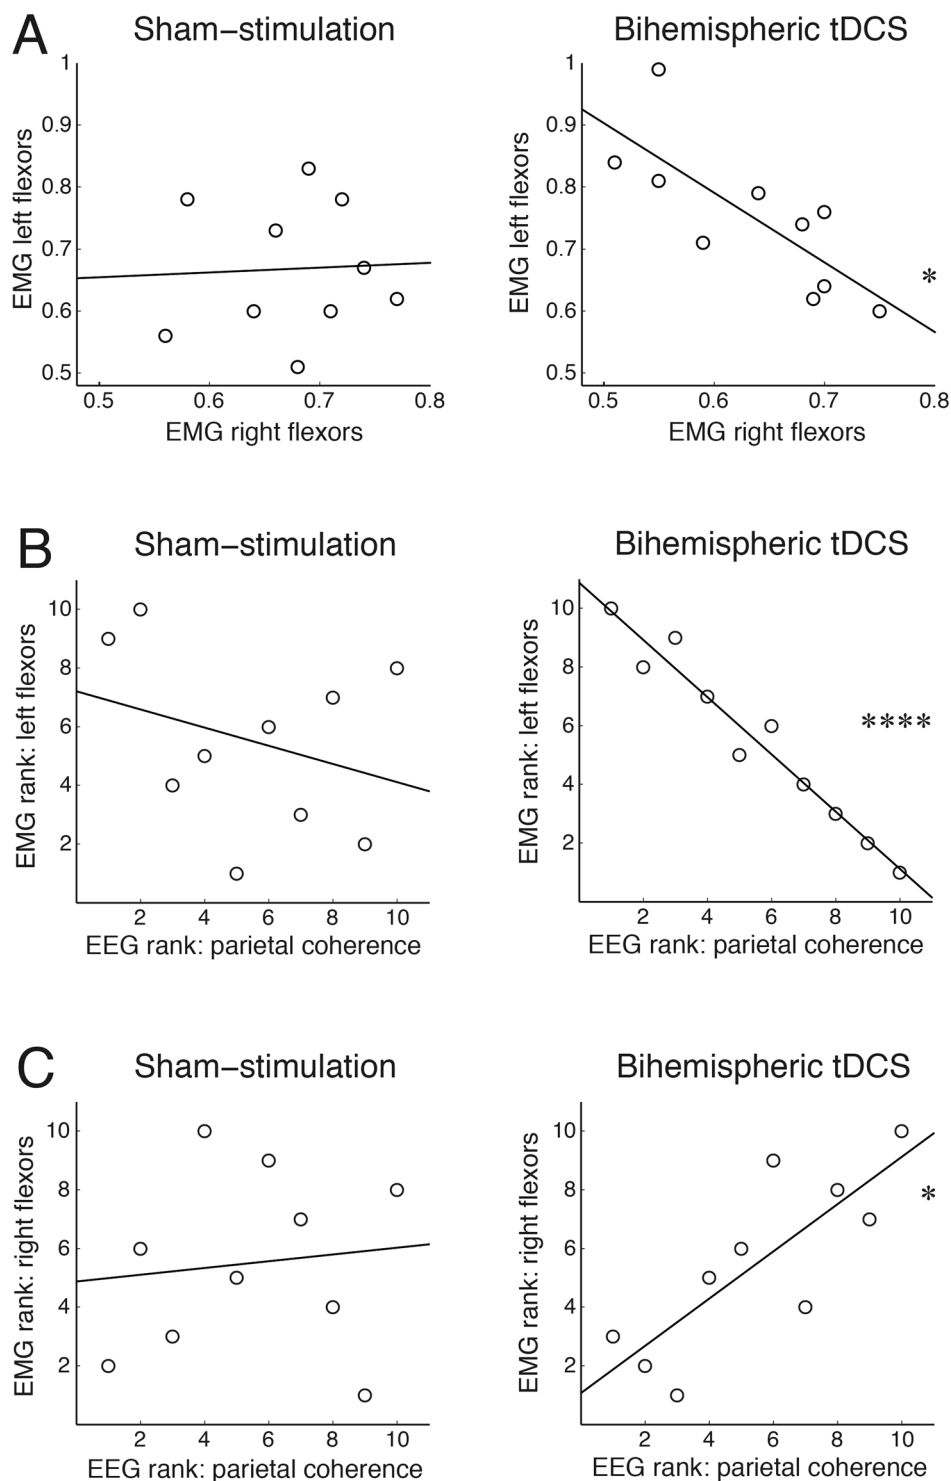 A
Sham–stimulation
Bihemispheric tDCS
EMG left flexors
1
0.9
0.8
0.7
0.6
0.5
0.5 0.6 0.7 0.8
EMG right flexors
EMG left flexors
1
0.9
0.8
0.7
0.6
0.5
*
0.5 0.6 0.7 0.8
EMG right flexors
B
Sham–stimulation
Bihemispheric tDCS
EMG rank: left flexors
10
8
6
4
2
2 4 6 8 10
EEG rank: parietal coherence
EMG rank: left flexors
10
8
6
4
2
****
2 4 6 8 10
EEG rank: parietal coherence
C
Sham–stimulation
Bihemispheric tDCS
EMG rank: right flexors
10
8
6
4
2
2 4 6 8 10
EEG rank: parietal coherence
EMG rank: right flexors
10
8
6
4
2
*
2 4 6 8 10
EEG rank: parietal coherence